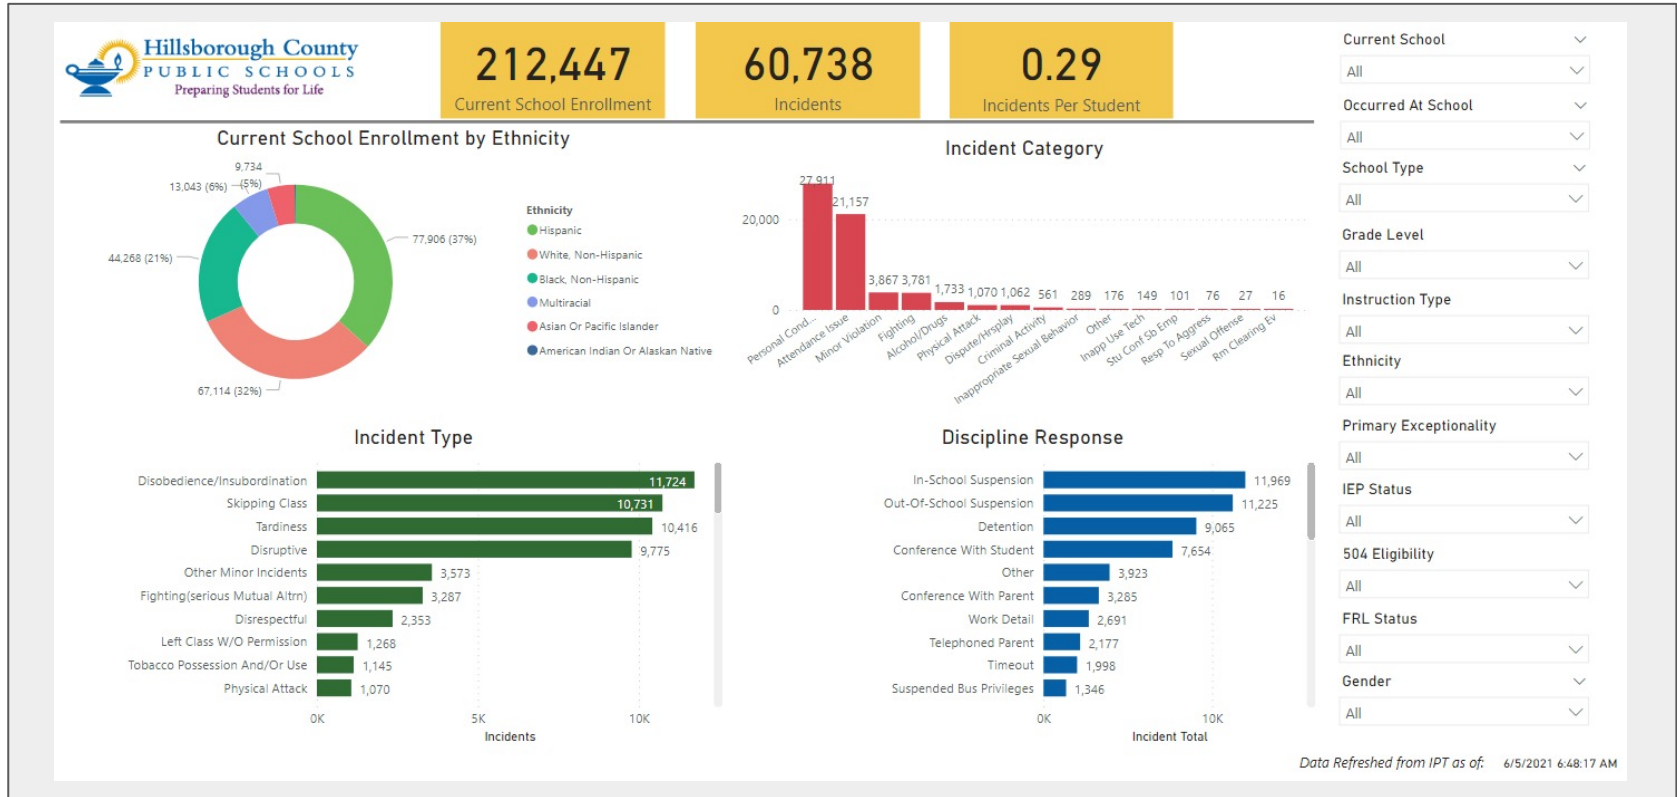 Hillsborough County
PUBLIC SCHOOLS
Preparing Students for Life
212,447
Current School Enrollment
60,738
Incidents
0.29
Incidents Per Student
Current School Enrollment by Ethnicity
9,734
(5%)
13,043 (6%)
77,906 (37%)
44,268 (21%)
67,114 (32%)
Ethnicity
Hispanic
White, Non-Hispanic
Black, Non-Hispanic
Multiracial
Asian Or Pacific Islander
American Indian Or Alaskan Native
Incident Category
20,000
0
27,911
21,157
3,867
3,781
1,733
1,070
1,062
561
289
176
149
101
76
27
16
Personal Cond...
Attendance Issue
Minor Violation
Fighting
Alcohol/Drugs
Physical Attack
Dispute/Hrsplay
Criminal Activity
Inappropriate Sexual Behavior
Other
Inapp Use Tech
Stu Conf Sb Emp
Resp To Aggress
Sexual Offense
Rm Clearing Ev
Incident Type
Disobedience/Insubordination 11,724
Skipping Class 10,731
Tardiness 10,416
Disruptive 9,775
Other Minor Incidents 3,573
Fighting(serious Mutual Altrn) 3,287
Disrespectful 2,353
Left Class W/O Permission 1,268
Tobacco Possession And/Or Use 1,145
Physical Attack 1,070
0K 5K 10K
Incidents
Discipline Response
In-School Suspension 11,969
Out-Of-School Suspension 11,225
Detention 9,065
Conference With Student 7,654
Other 3,923
Conference With Parent 3,285
Work Detail 2,691
Telephoned Parent 2,177
Timeout 1,998
Suspended Bus Privileges 1,346
0K 10K
Incident Total
Current School
All
Occurred At School
All
School Type
All
Grade Level
All
Instruction Type
All
Ethnicity
All
Primary Exceptionality
All
IEP Status
All
504 Eligibility
All
FRL Status
All
Gender
All
Data Refreshed from IPT as of: 6/5/2021 6:48:17 AM